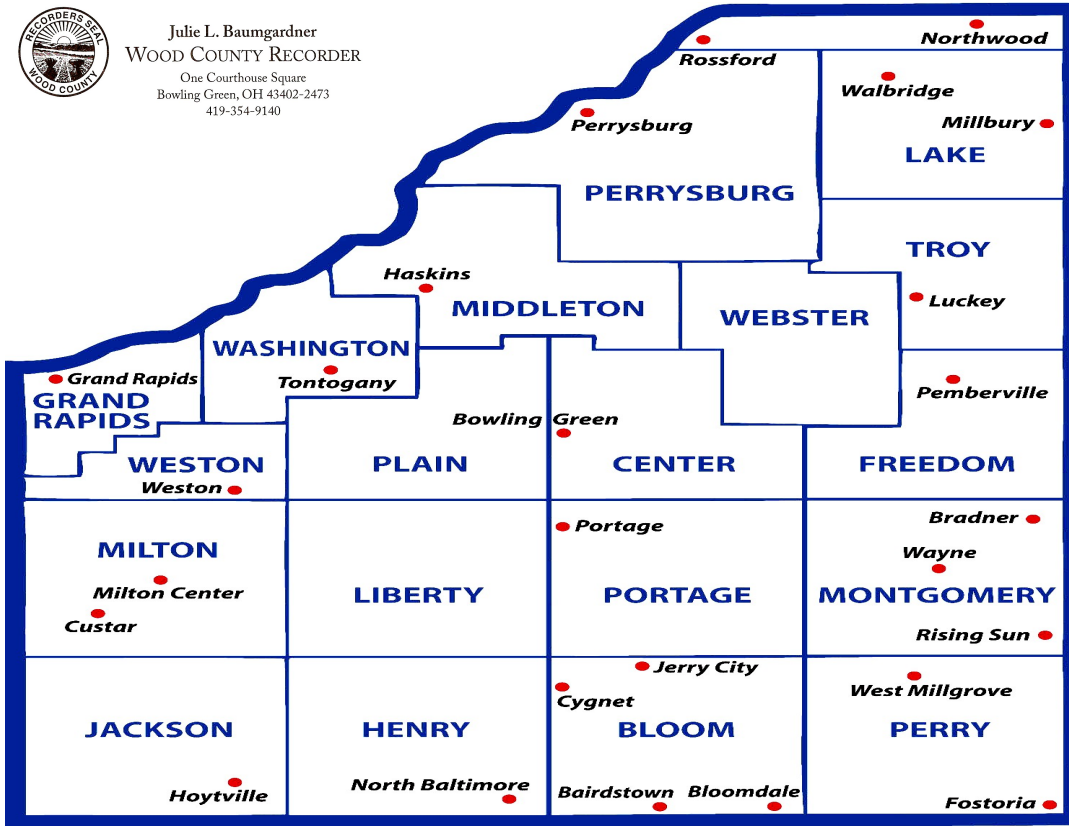 RECORDERS SEAL
WOOD COUNTY
Julie L. Baumgardner
WOOD COUNTY RECORDER
One Courthouse Square
Bowling Green, OH 43402-2473
419-354-9140
Northwood
Rossford
Walbridge
Millbury
Perrysburg
LAKE
PERRYSBURG
TROY
Haskins
Luckey
MIDDLETON
WEBSTER
WASHINGTON
Grand Rapids
Tontogany
Pemberville
GRAND
RAPIDS
Bowling Green
WESTON
PLAIN
CENTER
FREEDOM
Weston
Bradner
Portage
MILTON
Wayne
Milton Center
LIBERTY
PORTAGE
MONTGOMERY
Custar
Rising Sun
Jerry City
West Millgrove
Cygnet
JACKSON
HENRY
BLOOM
PERRY
North Baltimore
Hoytville
Bairdstown
Bloomdale
Fostoria